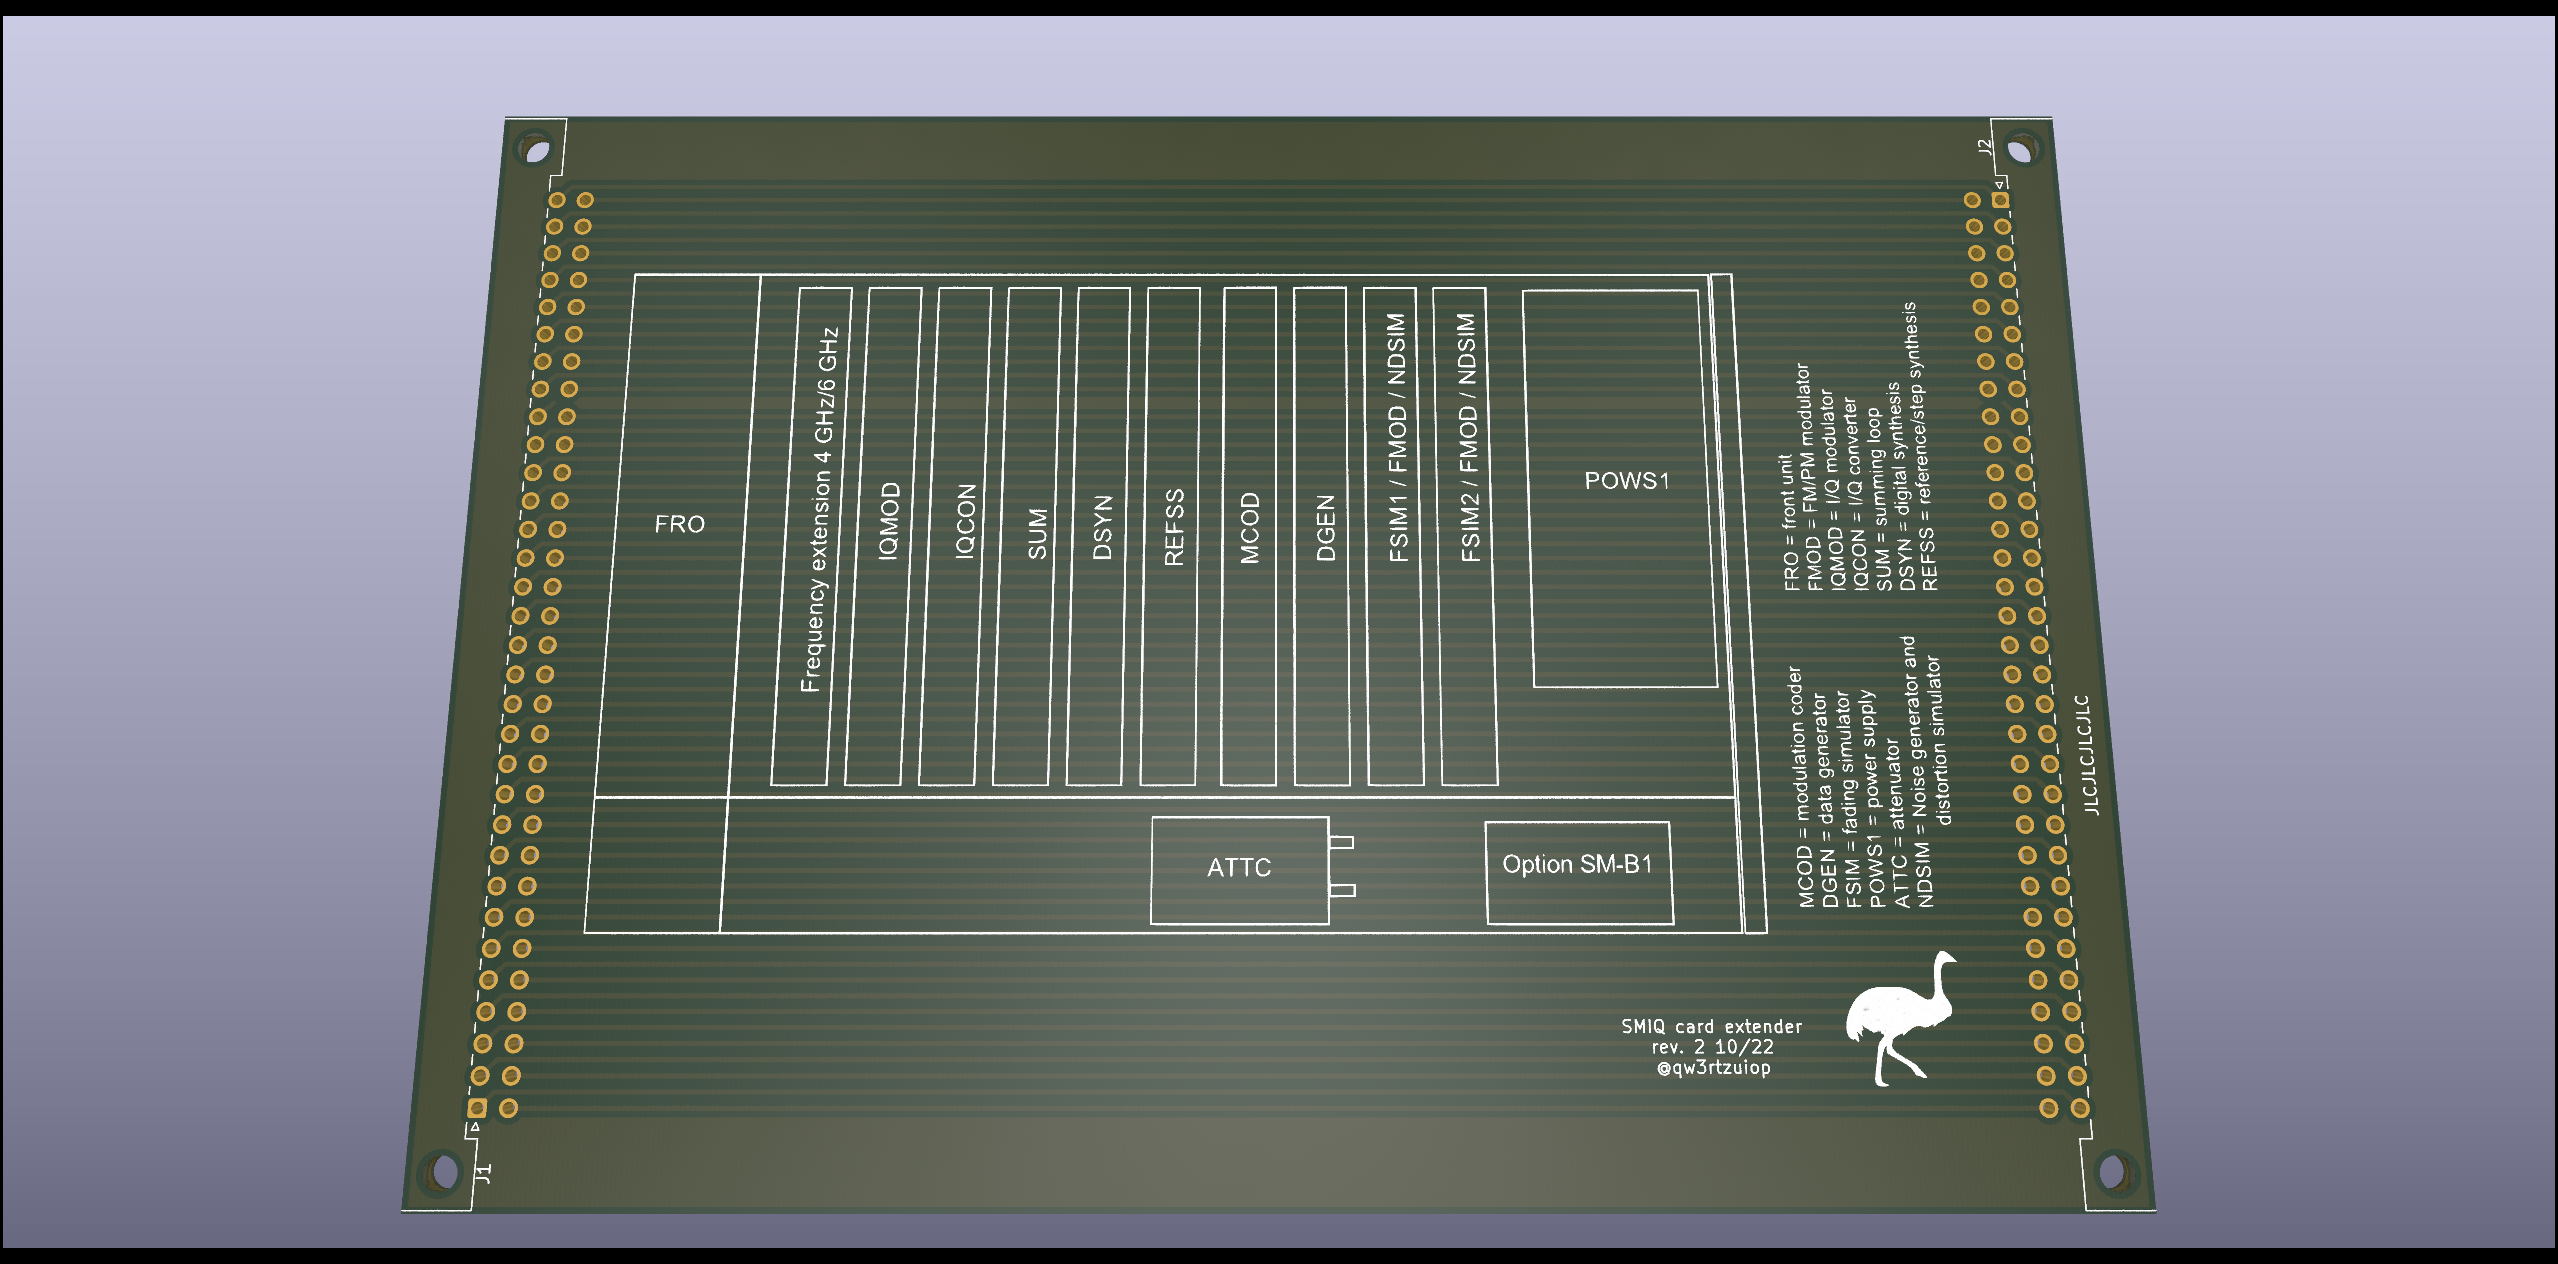 J2
FRO
Frequency extension 4 GHz/6 GHz
IQMOD
IQCON
SUM
DSYN
REFSS
MCOD
DGEN
FSIM1 / FMOD / NDSIM
FSIM2 / FMOD / NDSIM
POWS1
FRO = front unit
FMOD = FM/PM modulator
IQMOD = I/Q modulator
IQCON = I/Q converter
SUM = summing loop
DSYN = digital synthesis
REFSS = reference/step synthesis
MCOD = modulation coder
DGEN = data generator
FSIM = fading simulator
POWS1 = power supply
ATTC = attenuator
NDSIM = Noise generator and
distortion simulator
JLCJLCJLCJLC
ATTC
Option SM-B1
SMIQ card extender
rev. 2 10/22
@qw3rtzuiop
J1